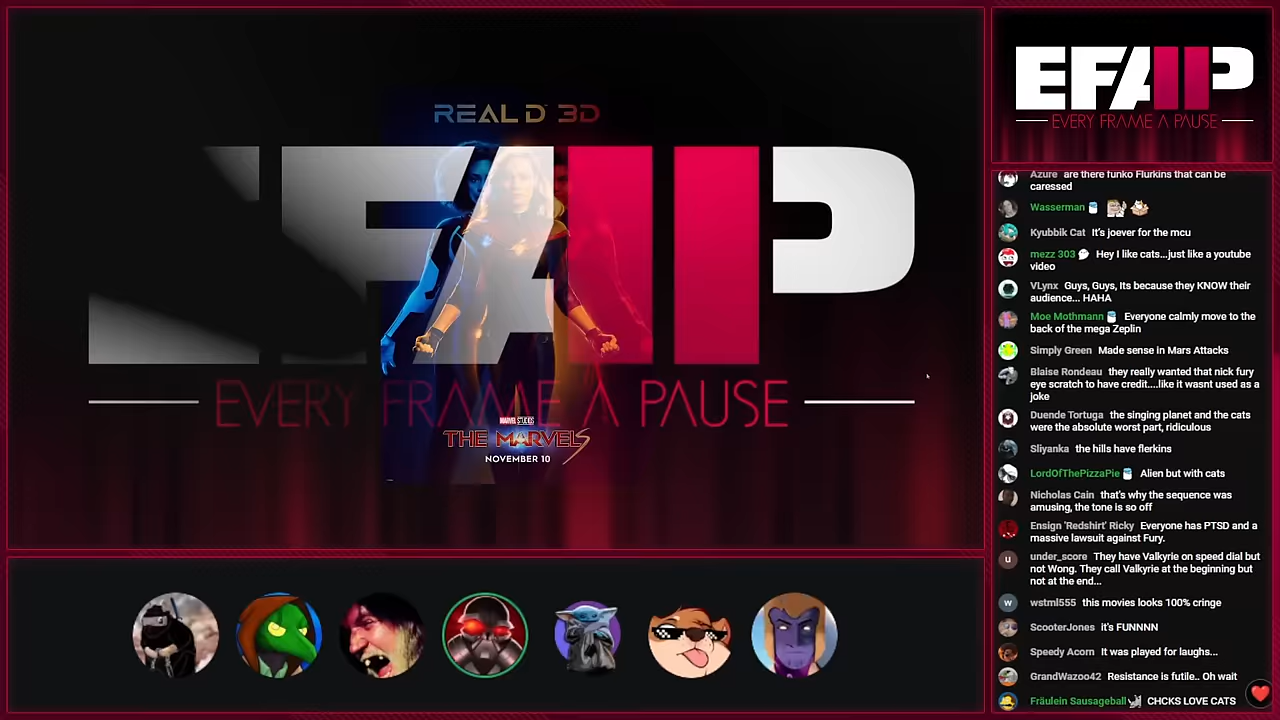 REAL D 3D
EFAP
EVERY FRAME A PAUSE
MARVEL STUDIOS
THE MARVELS
NOVEMBER 10
EFAP
EVERY FRAME A PAUSE
Azure are there funko Flurkins that can be
caressed
Wasserman
Kyubbik Cat It's joever for the mcu
mezz 303 Hey I like cats...just like a youtube
video
VLynx Guys, Guys, Its because they KNOW their
audience... HAHA
Moe Mothmann Everyone calmly move to the
back of the mega Zeplin
Simply Green Made sense in Mars Attacks
Blaise Rondeau they really wanted that nick fury
eye scratch to have credit....like it wasnt used as a
joke
Duende Tortuga the singing planet and the cats
were the absolute worst part, ridiculous
Sliyanka the hills have flerkins
LordOfThePizzaPie Alien but with cats
Nicholas Cain that's why the sequence was
amusing, the tone is so off
Ensign 'Redshirt' Ricky Everyone has PTSD and a
massive lawsuit against Fury.
u
under_score They have Valkyrie on speed dial but
not Wong. They call Valkyrie at the beginning but
not at the end...
w
wstml555 this movies looks 100% cringe
ScooterJones it's FUNNNN
Speedy Acorn It was played for laughs...
GrandWazoo42 Resistance is futile.. Oh wait
Fräulein Sausageball CHCKS LOVE CATS